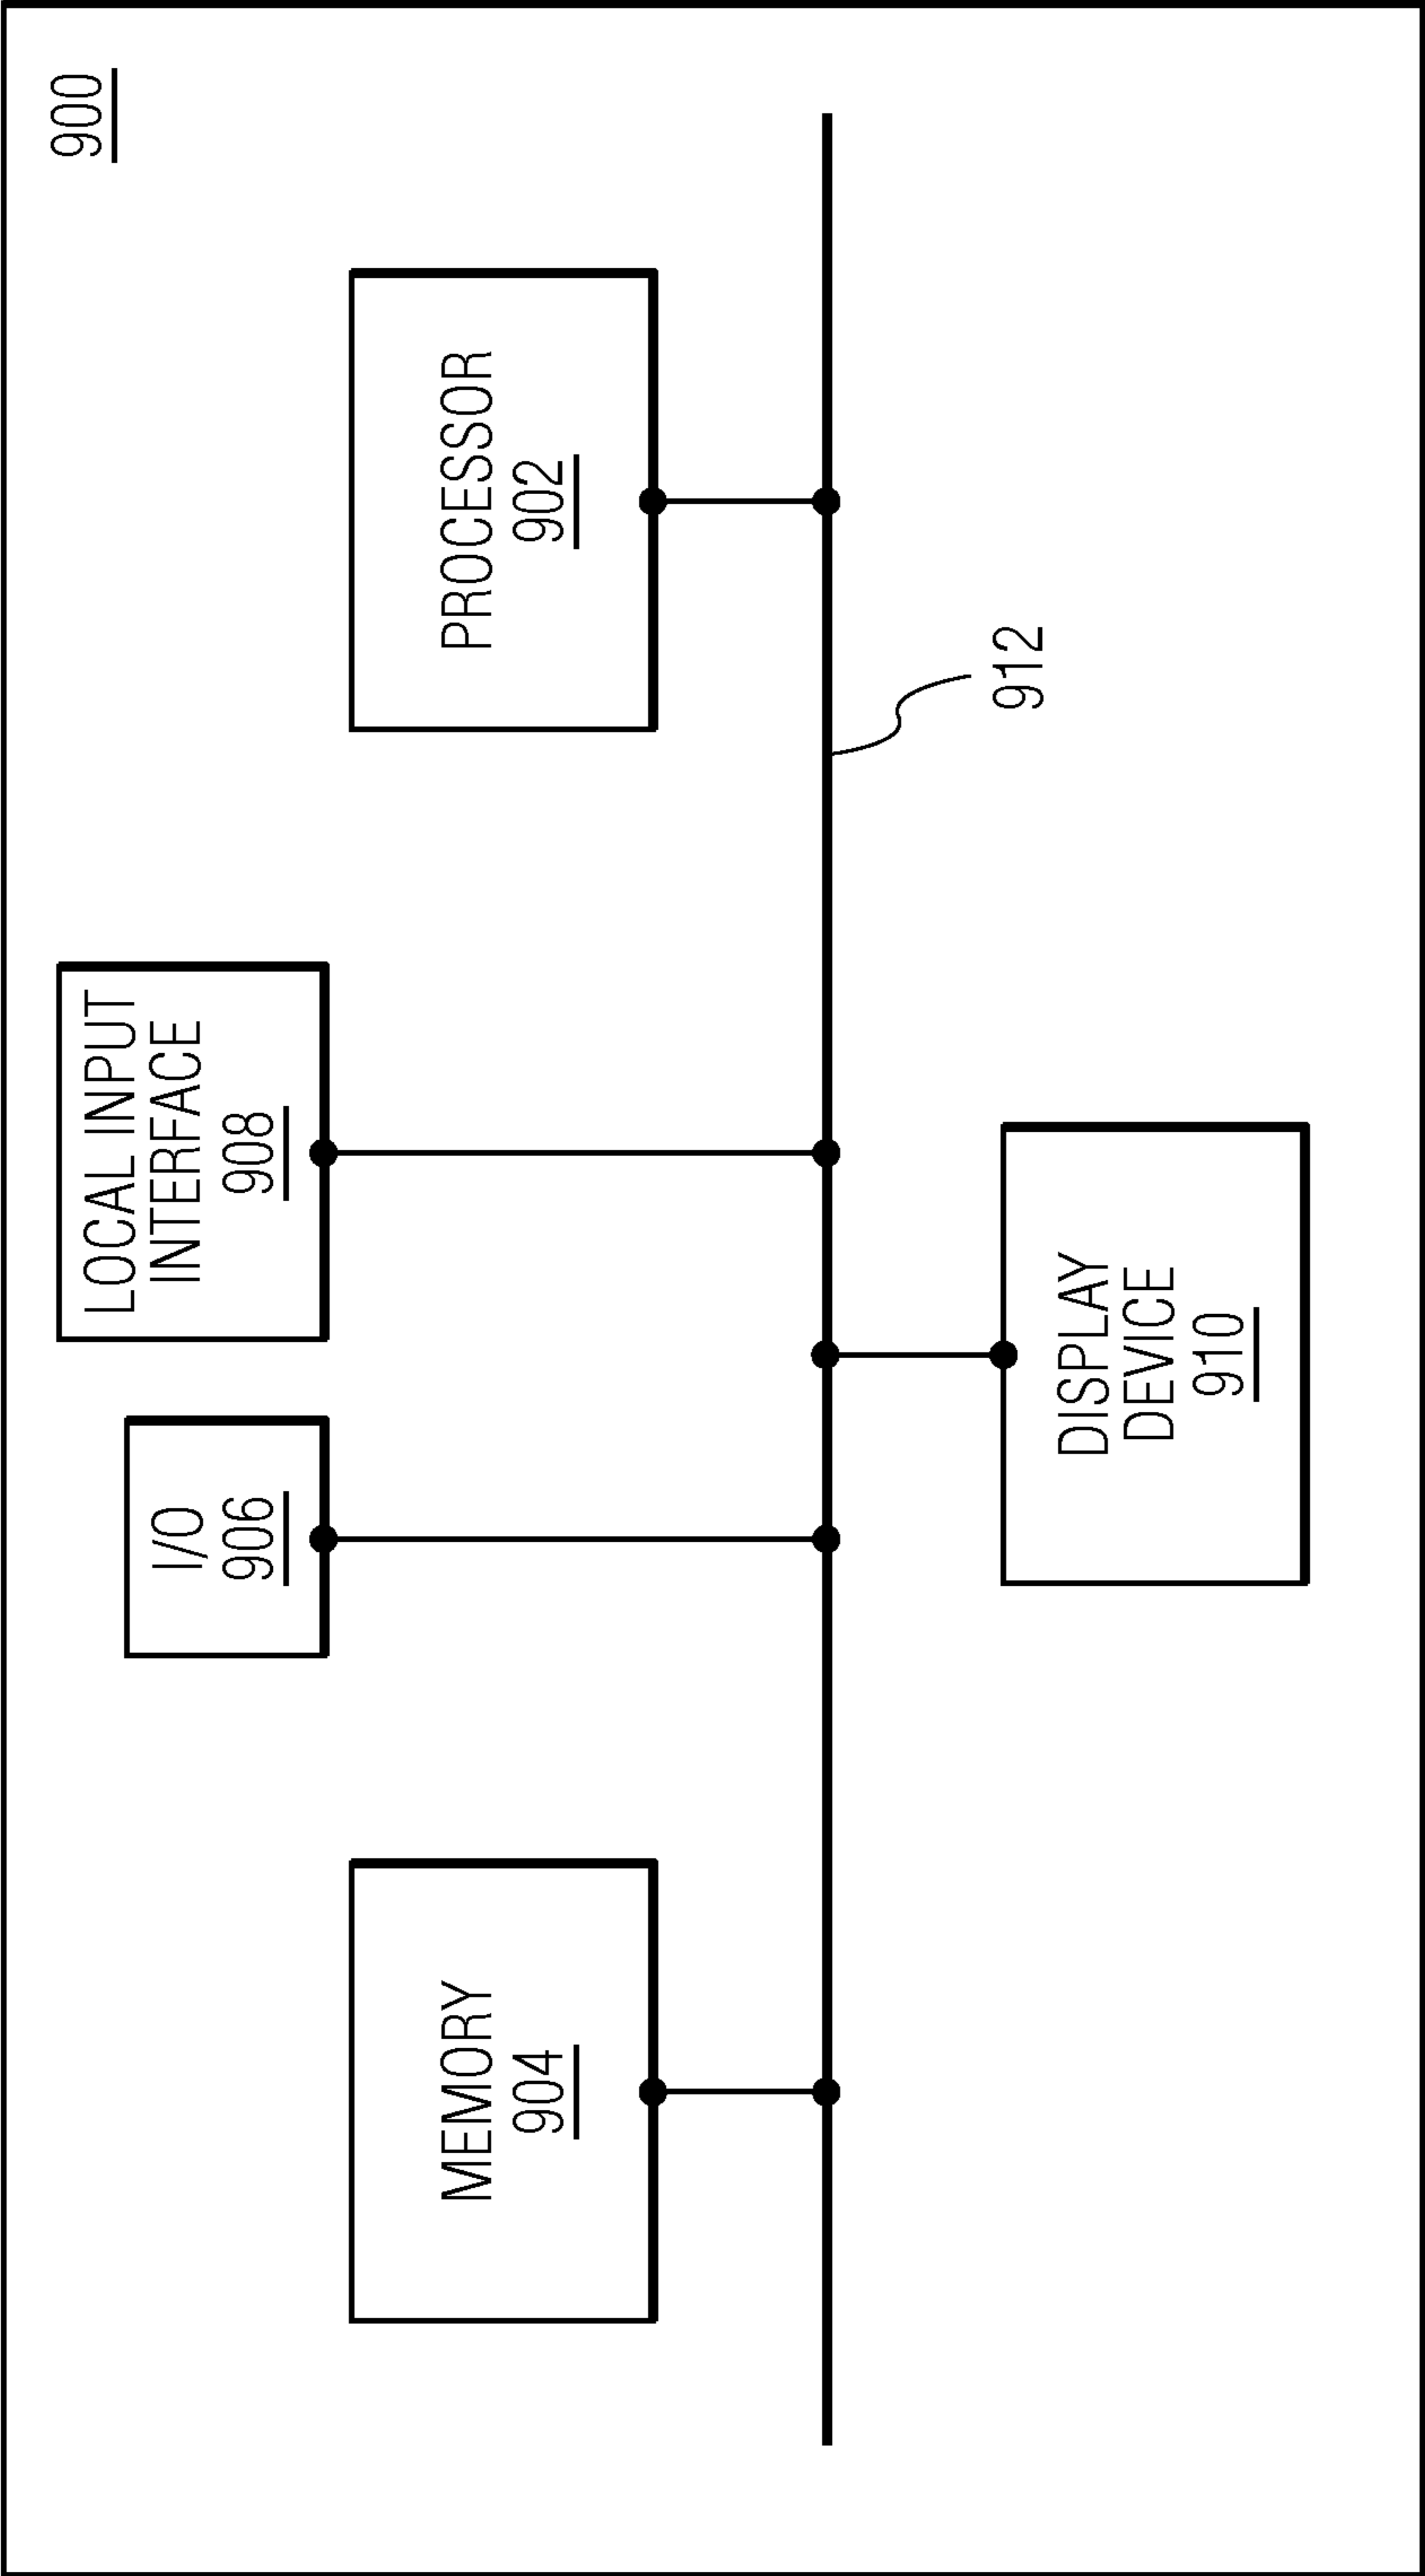 900
LOCAL INPUT
INTERFACE
908
I/O
906
MEMORY
904
PROCESSOR
902
912
DISPLAY
DEVICE
910